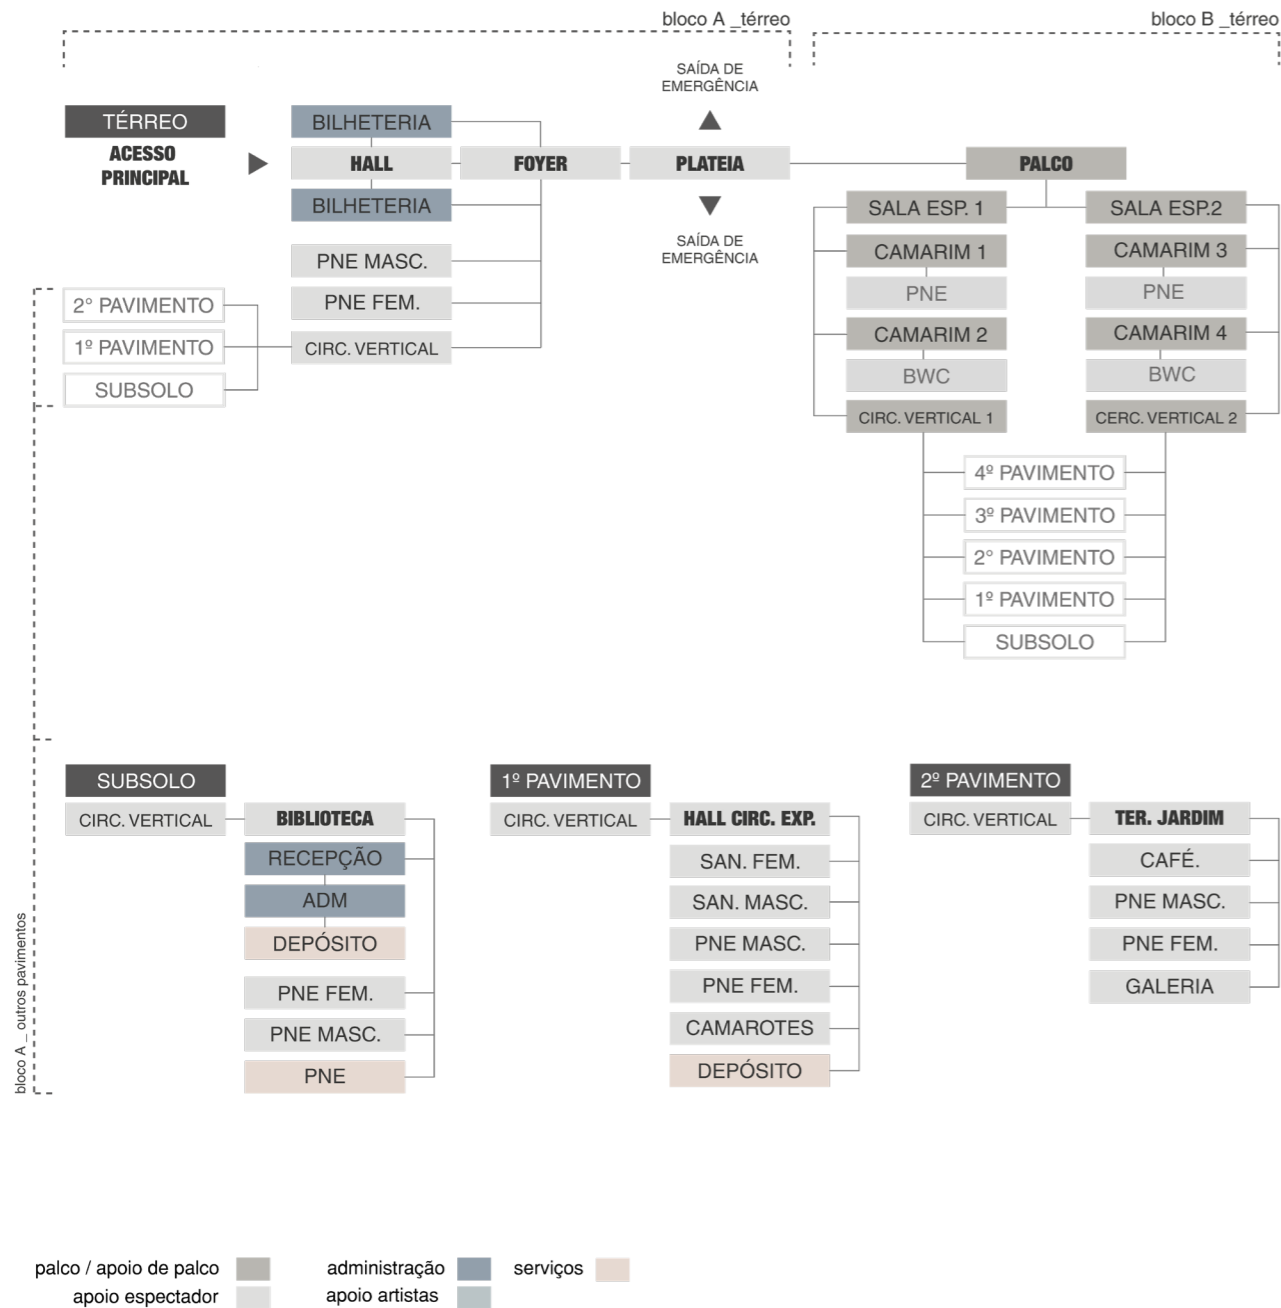 bloco A _térreo
bloco B _térreo
SAÍDA DE
EMERGÊNCIA
TÉRREO
ACESSO
PRINCIPAL
BILHETERIA
HALL
BILHETERIA
FOYER
PLATEIA
SAÍDA DE
EMERGÊNCIA
PNE MASC.
PNE FEM.
CIRC. VERTICAL
2° PAVIMENTO
1º PAVIMENTO
SUBSOLO
PALCO
SALA ESP. 1
CAMARIM 1
PNE
CAMARIM 2
BWC
CIRC. VERTICAL 1
SALA ESP.2
CAMARIM 3
PNE
CAMARIM 4
BWC
CERC. VERTICAL 2
4º PAVIMENTO
3º PAVIMENTO
2° PAVIMENTO
1º PAVIMENTO
SUBSOLO
bloco A _ outros pavimentos
SUBSOLO
CIRC. VERTICAL
BIBLIOTECA
RECEPÇÃO
ADM
DEPÓSITO
PNE FEM.
PNE MASC.
PNE
1º PAVIMENTO
CIRC. VERTICAL
HALL CIRC. EXP.
SAN. FEM.
SAN. MASC.
PNE MASC.
PNE FEM.
CAMAROTES
DEPÓSITO
2º PAVIMENTO
CIRC. VERTICAL
TER. JARDIM
CAFÉ.
PNE MASC.
PNE FEM.
GALERIA
palco / apoio de palco
administração
serviços
apoio espectador
apoio artistas